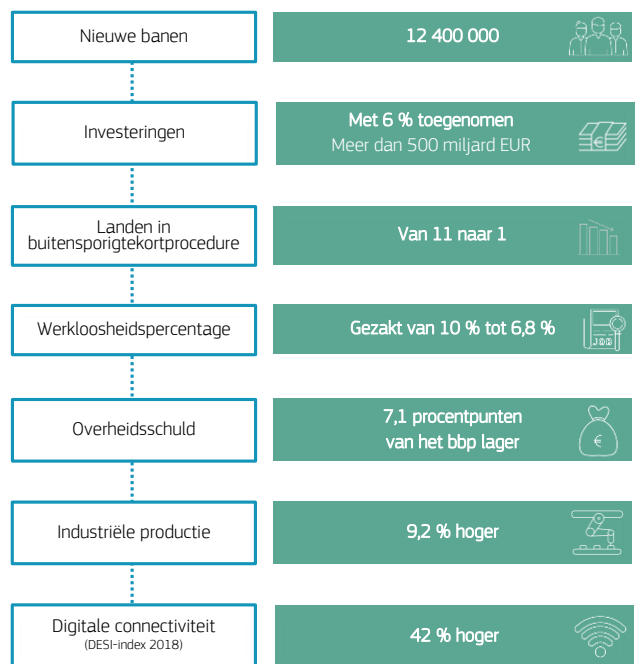 Nieuwe banen
12 400 000
Investeringen
Met 6 % toegenomen
Meer dan 500 miljard EUR
€
Landen in
buitensporigtekortprocedure
Van 11 naar 1
Werkloosheidspercentage
Gezakt van 10 % tot 6,8 %
JOB
Overheidsschuld
7,1 procentpunten
van het bbp lager
€
Industriële productie
9,2 % hoger
Digitale connectiviteit
(DESI-index 2018)
42 % hoger